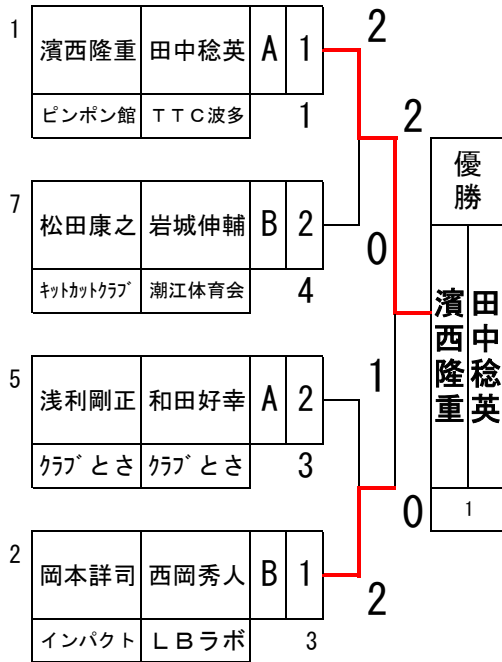 1 濱西隆重 田中稔英 A 1 2
ピンポン館 ＴＴＣ波多 1
2
7 松田康之 岩城伸輔 B 2 0
ｷｯﾄｶｯﾄｸﾗﾌﾞ 潮江体育会 4
優勝
濱西隆重
田中稔英
1
5 浅利剛正 和田好幸 A 2 1
ｸﾗﾌﾞとさ ｸﾗﾌﾞとさ 3
0
2 岡本詳司 西岡秀人 B 1 2
インパクト ＬＢラボ 3